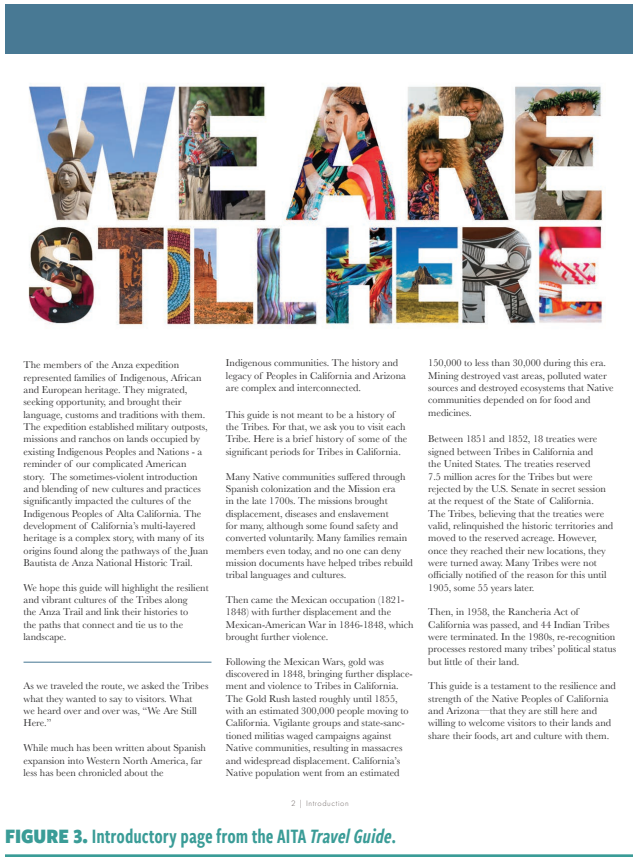 WE ARE
STILL HERE
The members of the Anza expedition
represented families of Indigenous, African
and European heritage. They migrated,
seeking opportunity, and brought their
language, customs and traditions with them.
The expedition established military outposts,
missions and ranchos on lands occupied by
existing Indigenous Peoples and Nations - a
reminder of our complicated American
story.  The sometimes-violent introduction
and blending of new cultures and practices
significantly impacted the cultures of the
Indigenous Peoples of Alta California. The
development of California's multi-layered
heritage is a complex story, with many of its
origins found along the pathways of the Juan
Bautista de Anza National Historic Trail.
We hope this guide will highlight the resilient
and vibrant cultures of the Tribes along
the Anza Trail and link their histories to
the paths that connect and tie us to the
landscape.
As we traveled the route, we asked the Tribes
what they wanted to say to visitors. What
we heard over and over was, "We Are Still
Here."
While much has been written about Spanish
expansion into Western North America, far
less has been chronicled about the
Indigenous communities. The history and
legacy of Peoples in California and Arizona
are complex and interconnected.
This guide is not meant to be a history of
the Tribes. For that, we ask you to visit each
Tribe. Here is a brief history of some of the
significant periods for Tribes in California.
Many Native communities suffered through
Spanish colonization and the Mission era
in the late 1700s. The missions brought
displacement, diseases and enslavement
for many, although some found safety and
converted voluntarily. Many families remain
members even today, and no one can deny
mission documents have helped tribes rebuild
tribal languages and cultures.
Then came the Mexican occupation (1821-
1848) with further displacement and the
Mexican-American War in 1846-1848, which
brought further violence.
Following the Mexican Wars, gold was
discovered in 1848, bringing further displace-
ment and violence to Tribes in California.
The Gold Rush lasted roughly until 1855,
with an estimated 300,000 people moving to
California. Vigilante groups and state-sanc-
tioned militias waged campaigns against
Native communities, resulting in massacres
and widespread displacement. California's
Native population went from an estimated
150,000 to less than 30,000 during this era.
Mining destroyed vast areas, polluted water
sources and destroyed ecosystems that Native
communities depended on for food and
medicines.
Between 1851 and 1852, 18 treaties were
signed between Tribes in California and
the United States. The treaties reserved
7.5 million acres for the Tribes but were
rejected by the U.S. Senate in secret session
at the request of the State of California.
The Tribes, believing that the treaties were
valid, relinquished the historic territories and
moved to the reserved acreage. However,
once they reached their new locations, they
were turned away. Many Tribes were not
officially notified of the reason for this until
1905, some 55 years later.
Then, in 1958, the Rancheria Act of
California was passed, and 44 Indian Tribes
were terminated. In the 1980s, re-recognition
processes restored many tribes' political status
but little of their land.
This guide is a testament to the resilience and
strength of the Native Peoples of California
and Arizona—that they are still here and
willing to welcome visitors to their lands and
share their foods, art and culture with them.
2 | Introduction
FIGURE 3. Introductory page from the AITA Travel Guide.